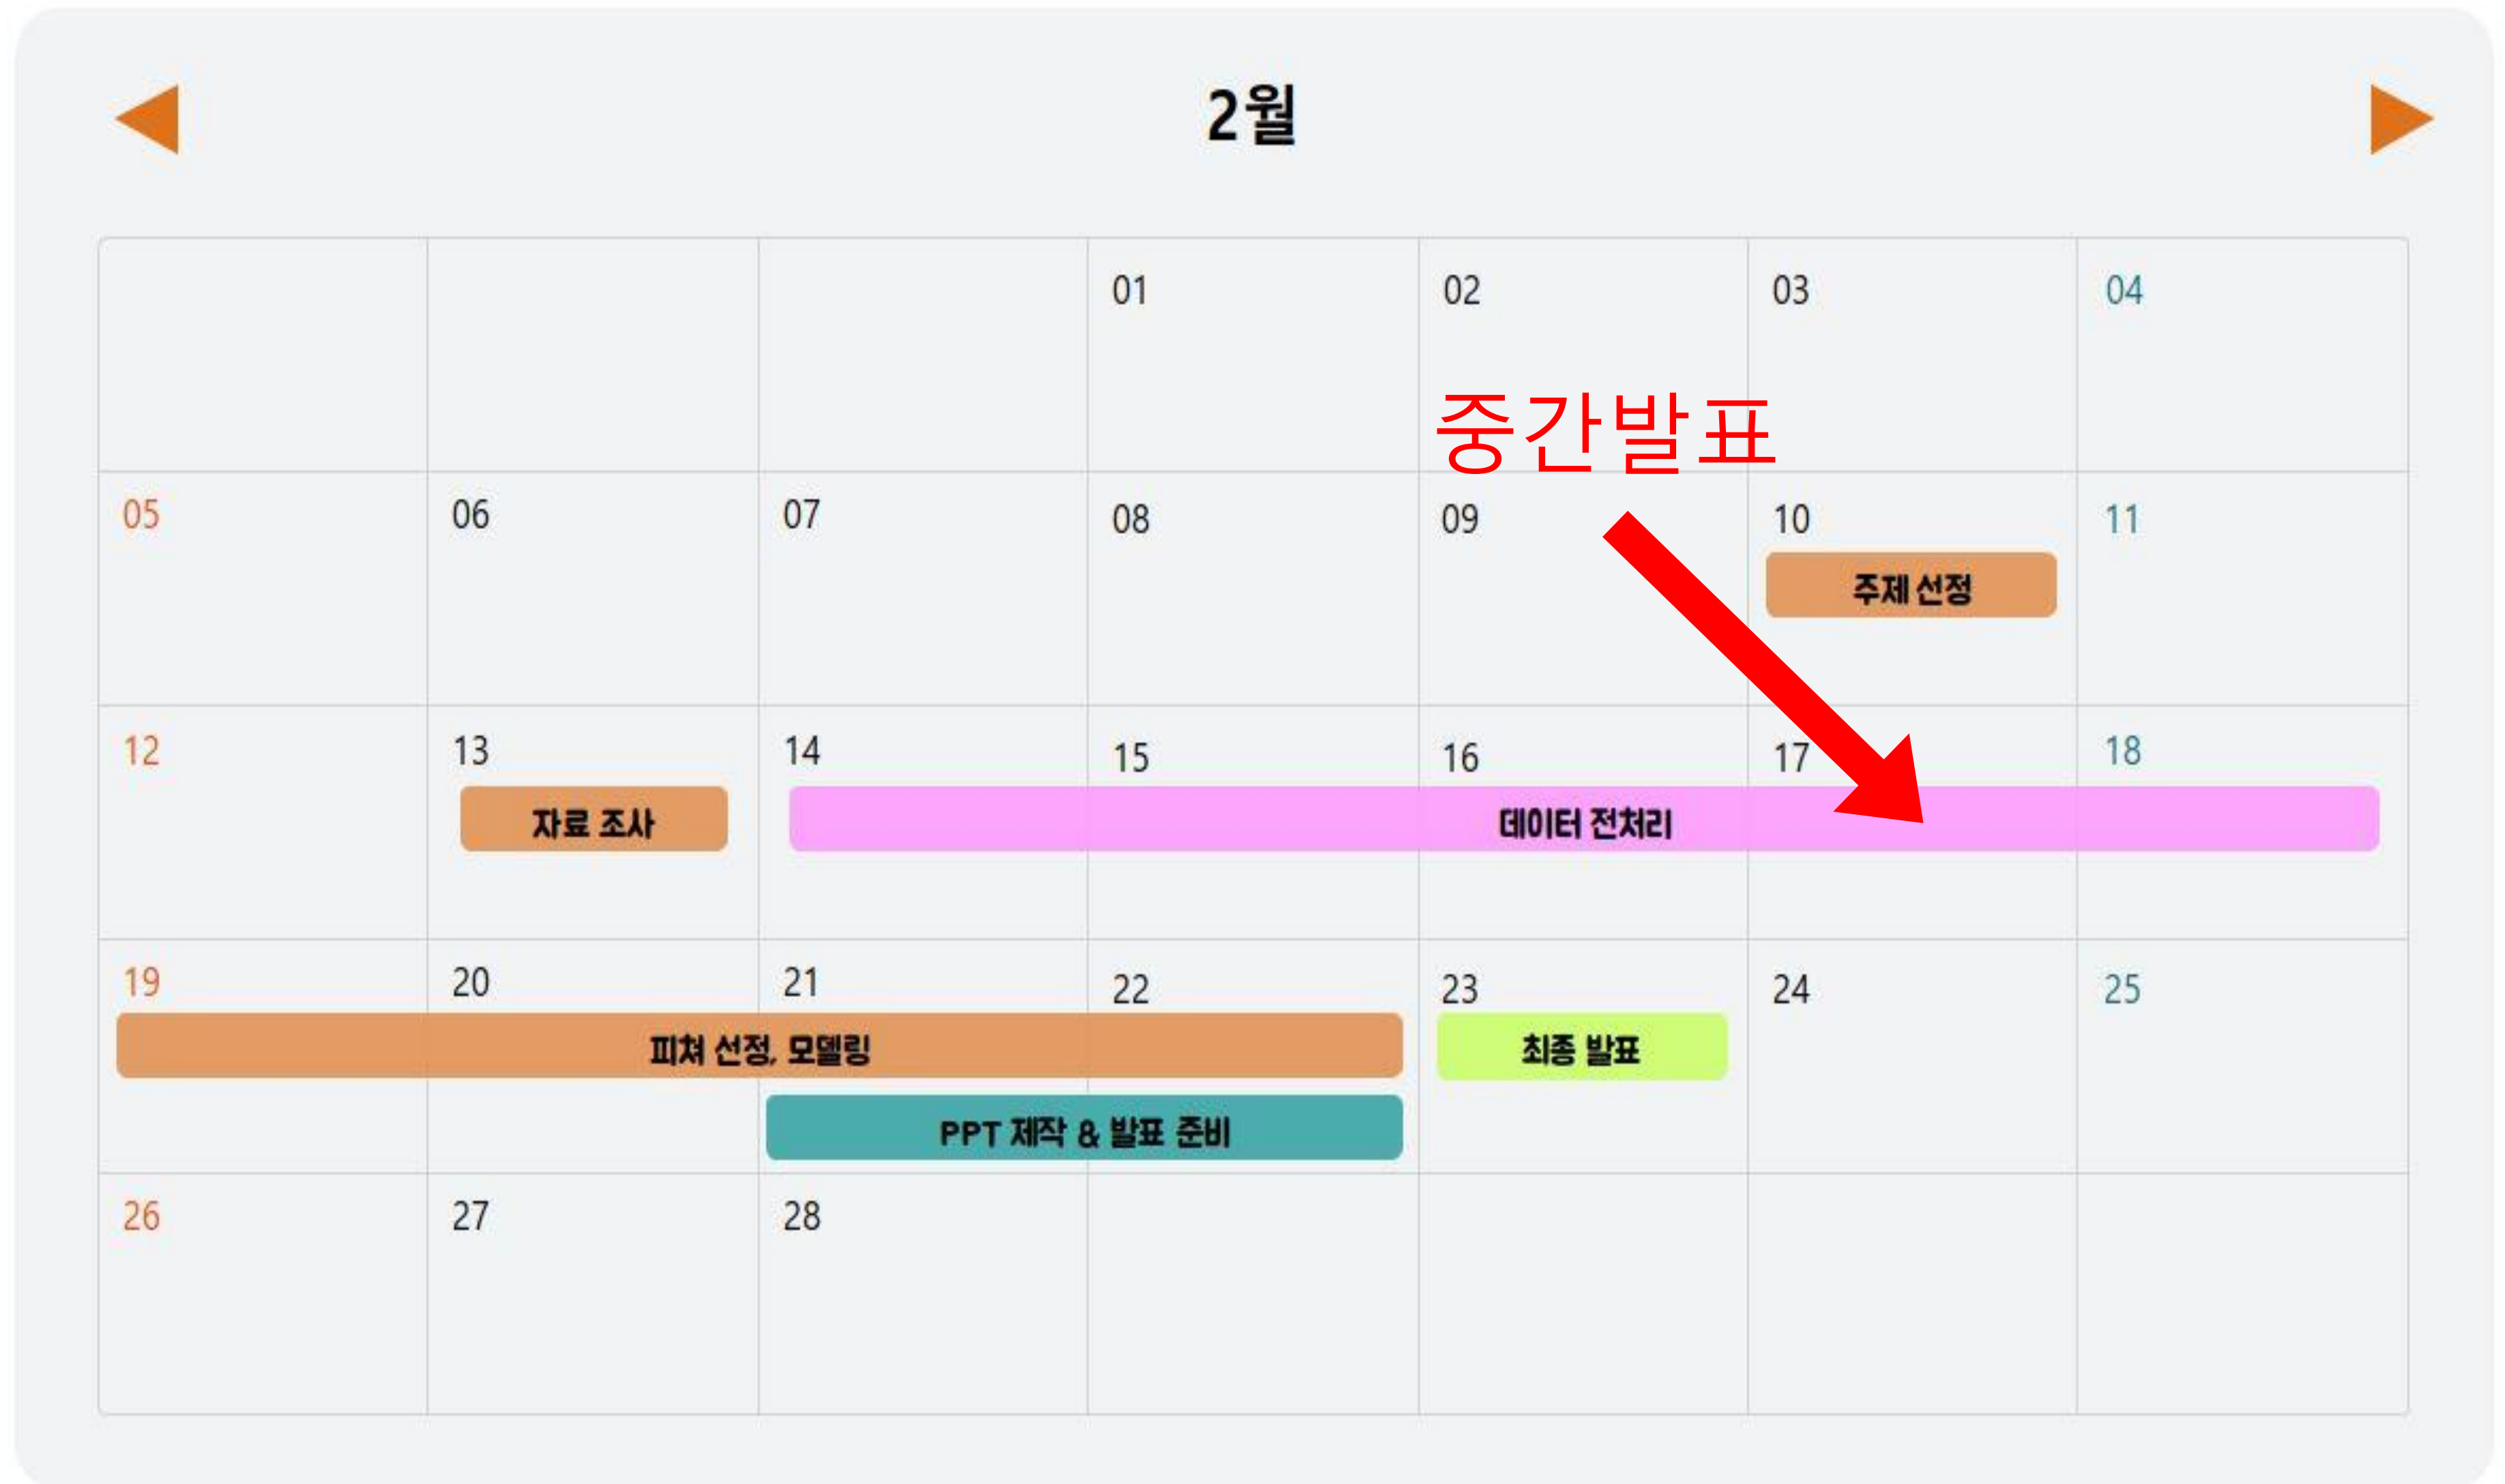 2월
01 02 03 04
중간발표
05 06 07 08 09 10 11
주제 선정
12 13 14 15 16 17 18
자료 조사 데이터 전처리
19 20 21 22 23 24 25
피쳐 선정, 모델링 최종 발표
PPT 제작 & 발표 준비
26 27 28